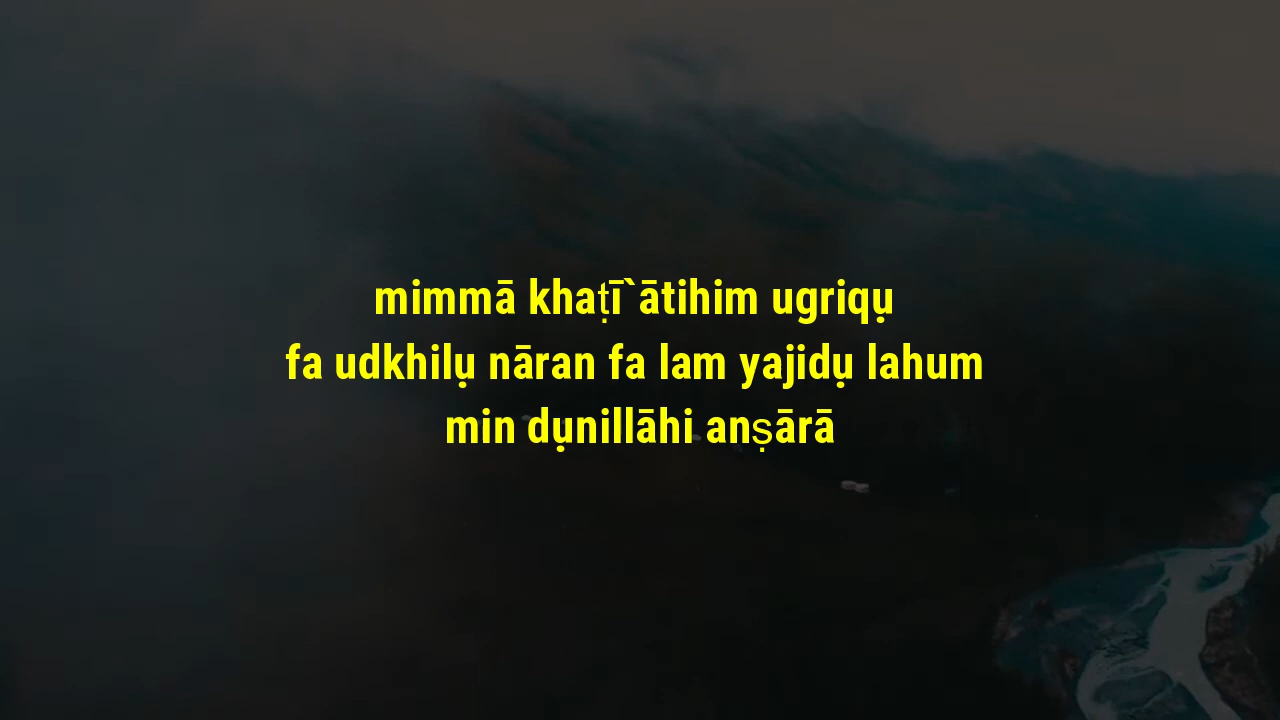 mimmā khaṭī`ātihim ugriqụ
fa udkhilụ nāran fa lam yajidụ lahum
min dụnillāhi anṣārā